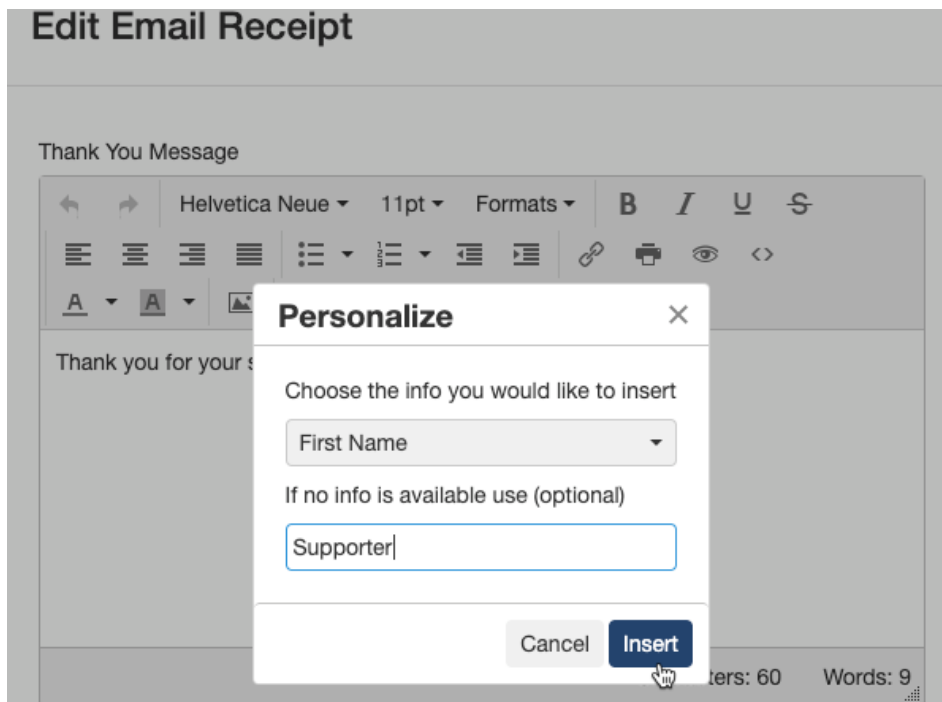 Edit Email Receipt
Thank You Message
Helvetica Neue 11pt Formats B I U S
A A
Personalize
Thank you for your
Choose the info you would like to insert
First Name
If no info is available use (optional)
Supporter
Cancel Insert
ters: 60 Words: 9